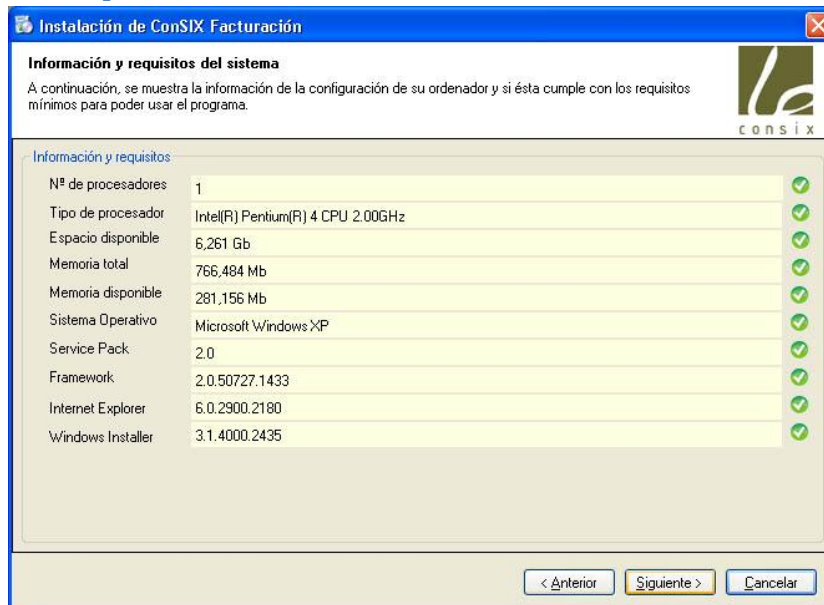 Instalación de ConSIX Facturación
Información y requisitos del sistema
A continuación, se muestra la información de la configuración de su ordenador y si ésta cumple con los requisitos
mínimos para poder usar el programa.
consix
Información y requisitos
Nº de procesadores 1
Tipo de procesador Intel(R) Pentium(R) 4 CPU 2.00GHz
Espacio disponible 6,261 Gb
Memoria total 766,484 Mb
Memoria disponible 281,156 Mb
Sistema Operativo Microsoft Windows XP
Service Pack 2.0
Framework 2.0.50727.1433
Internet Explorer 6.0.2900.2180
Windows Installer 3.1.4000.2435
< Anterior Siguiente > Cancelar